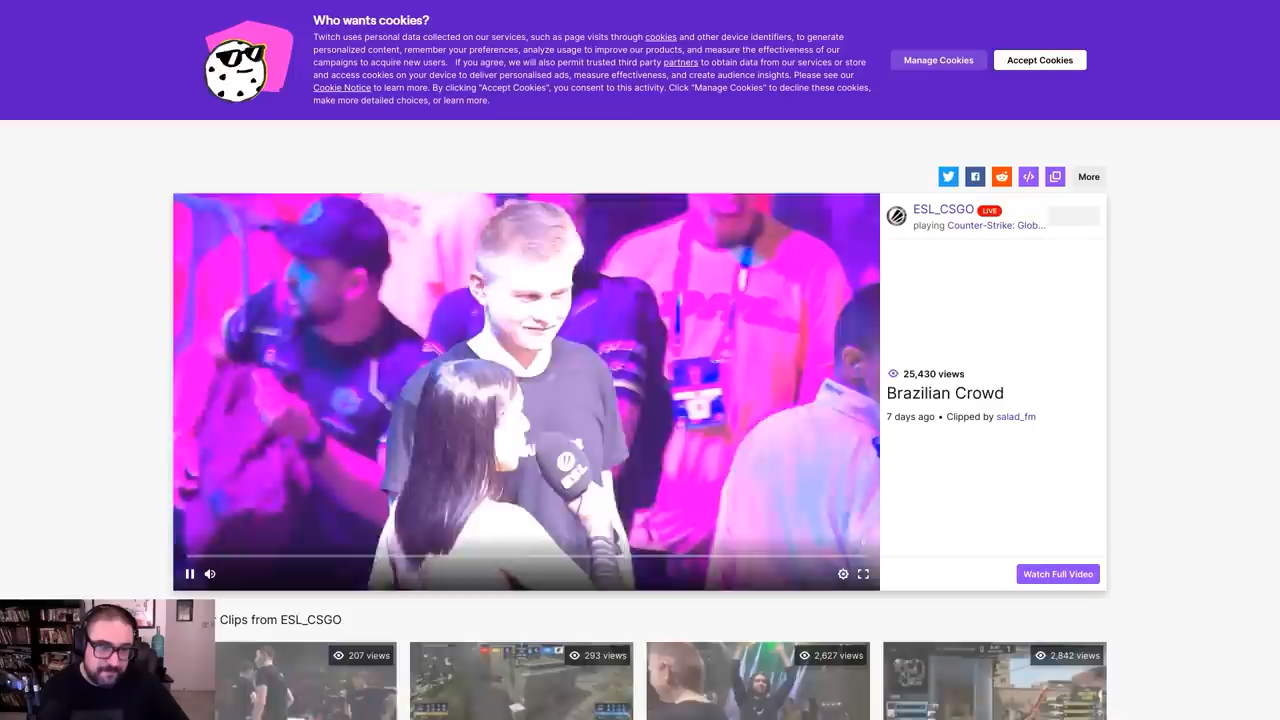 Who wants cookies?
Twitch uses personal data collected on our services, such as page visits through cookies and other device identifiers, to generate
personalized content, remember your preferences, analyze usage to improve our products, and measure the effectiveness of our
campaigns to acquire new users. If you agree, we will also permit trusted third party partners to obtain data from our services or store
and access cookies on your device to deliver personalised ads, measure effectiveness, and create audience insights. Please see our
Cookie Notice to learn more. By clicking "Accept Cookies", you consent to this activity. Click "Manage Cookies" to decline these cookies,
make more detailed choices, or learn more.
Manage Cookies
Accept Cookies
More
ESL_CSGO LIVE
playing Counter-Strike: Glob...
25,430 views
Brazilian Crowd
7 days ago • Clipped by salad_fm
Watch Full Video
Clips from ESL_CSGO
207 views
293 views
2,627 views
2,842 views